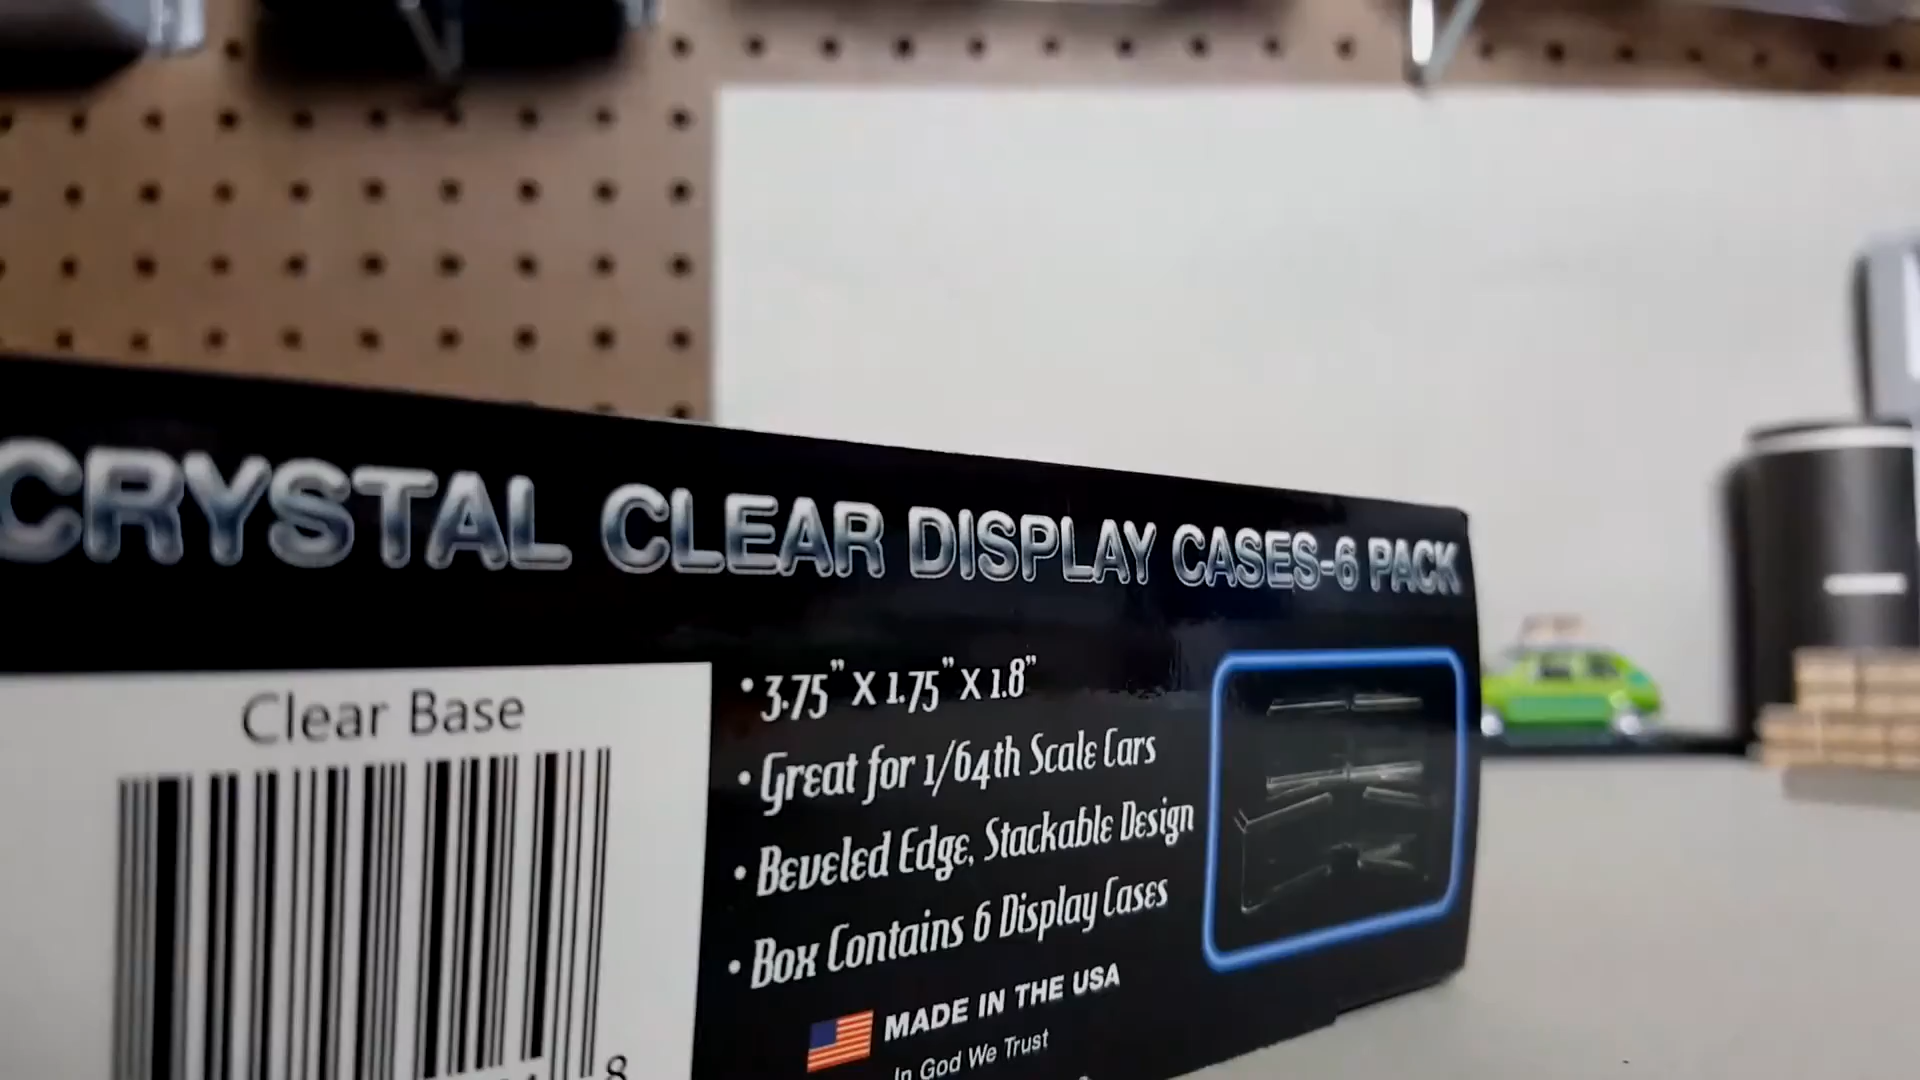 CRYSTAL CLEAR DISPLAY CASES-6 PACK
Clear Base
• 3.75" X 1.75" X 1.8"
• Great for 1/64th Scale Cars
• Beveled Edge, Stackable Design
• Box Contains 6 Display Cases
MADE IN THE USA
In God We Trust
8